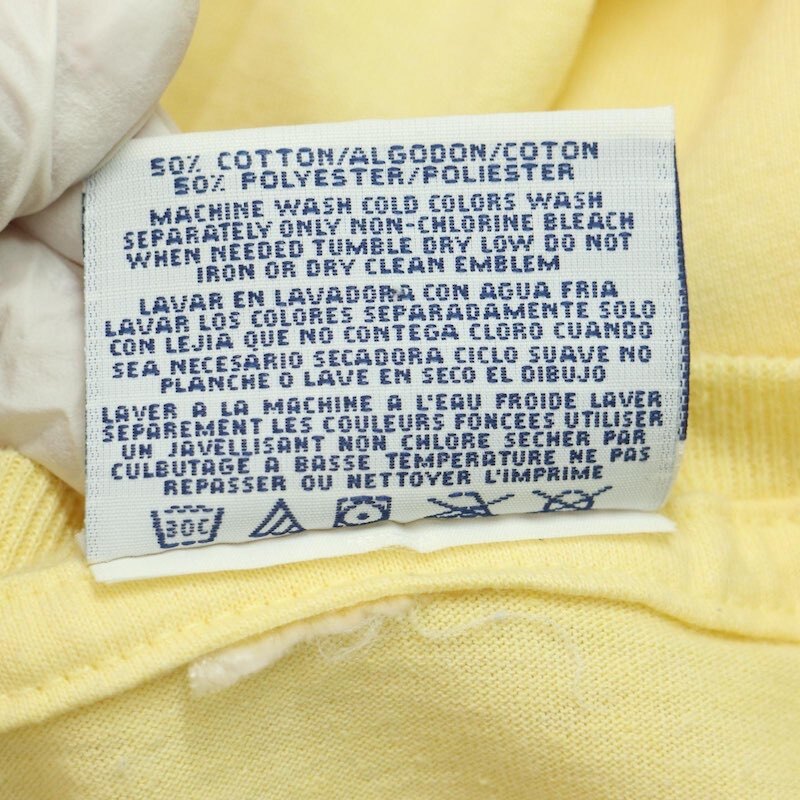 50% COTTON/ALGODON/COTON
50% POLYESTER/POLIESTER
MACHINE WASH COLD COLORS WASH
SEPARATELY ONLY NON-CHLORINE BLEACH
WHEN NEEDED TUMBLE DRY LOW DO NOT
IRON OR DRY CLEAN EMBLEM
LAVAR EN LAVADORA CON AGUA FRIA
LAVAR LOS COLORES SEPARADAMENTE SOLO
CON LEJIA QUE NO CONTEGA CLORO CUANDO
SEA NECESARIO SECADORA CICLO SUAVE NO
PLANCHE O LAVE EN SECO EL DIBUJO
LAVER A LA MACHINE A L'EAU FROIDE LAVER
SEPAREMENT LES COULEURS FONCEES UTILISER
UN JAVELLISANT NON CHLORE SECHER PAR
CULBUTAGE A BASSE TEMPERATURE NE PAS
REPASSER OU NETTOYER L'IMPRIME
30C